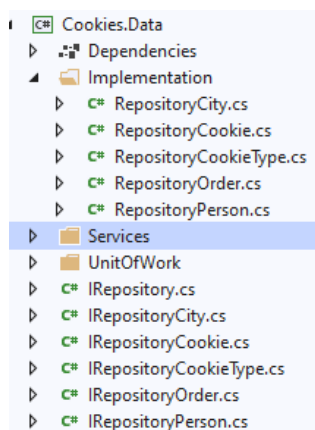 C# Cookies.Data
Dependencies
Implementation
C# RepositoryCity.cs
C# RepositoryCookie.cs
C# RepositoryCookieType.cs
C# RepositoryOrder.cs
C# RepositoryPerson.cs
Services
UnitOfWork
C# IRepository.cs
C# IRepositoryCity.cs
C# IRepositoryCookie.cs
C# IRepositoryCookieType.cs
C# IRepositoryOrder.cs
C# IRepositoryPerson.cs